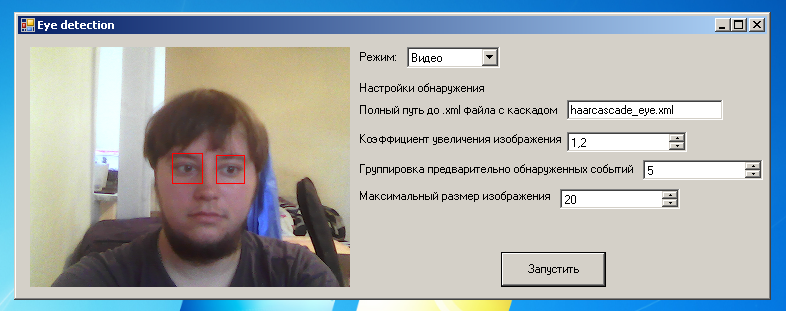 Eye detection
Режим: Видео
Настройки обнаружения
Полный путь до .xml файла с каскадом haarcascade_eye.xml
Коэффициент увеличения изображения 1,2
Группировка предварительно обнаруженных событий 5
Максимальный размер изображения 20
Запустить